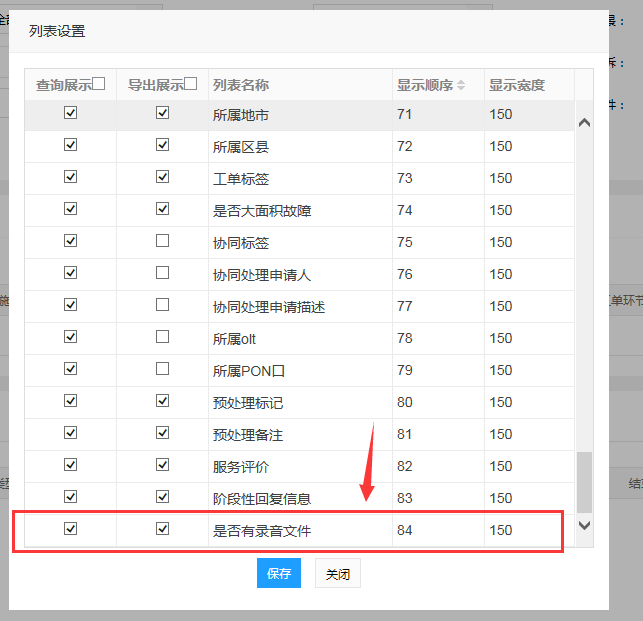 列表设置
查询展示 导出展示 列表名称 显示顺序 显示宽度
所属地市 71 150
所属区县 72 150
工单标签 73 150
是否大面积故障 74 150
协同标签 75 150
协同处理申请人 76 150
协同处理申请描述 77 150
所属olt 78 150
所属PON口 79 150
预处理标记 80 150
预处理备注 81 150
服务评价 82 150
阶段性回复信息 83 150
是否有录音文件 84 150
保存 关闭